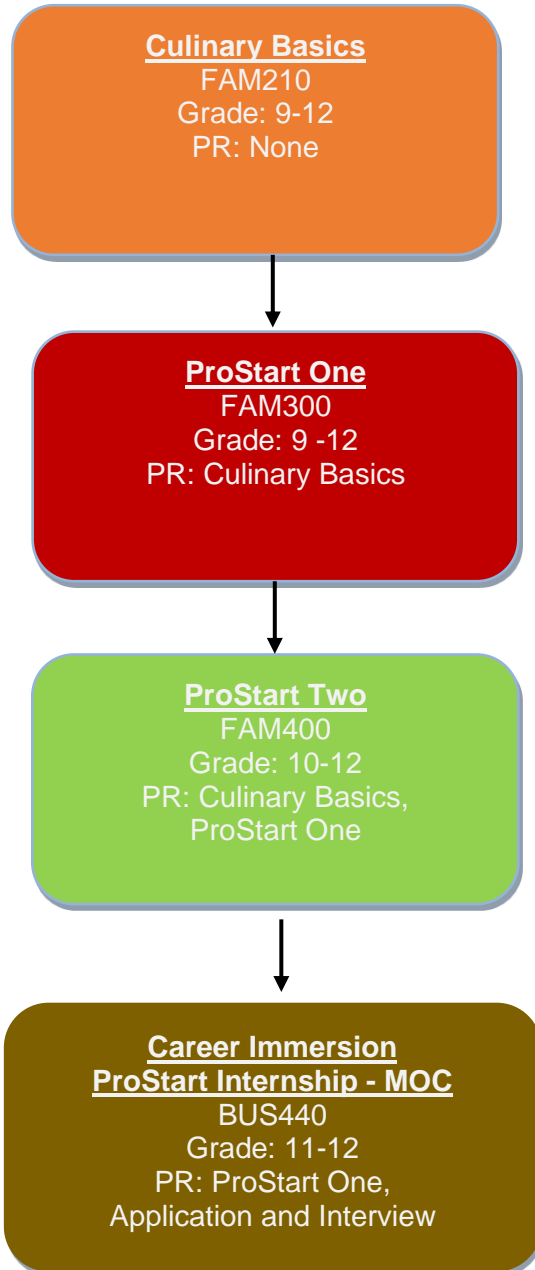 Culinary Basics
FAM210
Grade: 9-12
PR: None
ProStart One
FAM300
Grade: 9 -12
PR: Culinary Basics
ProStart Two
FAM400
Grade: 10-12
PR: Culinary Basics,
ProStart One
Career Immersion
ProStart Internship - MOC
BUS440
Grade: 11-12
PR: ProStart One,
Application and Interview